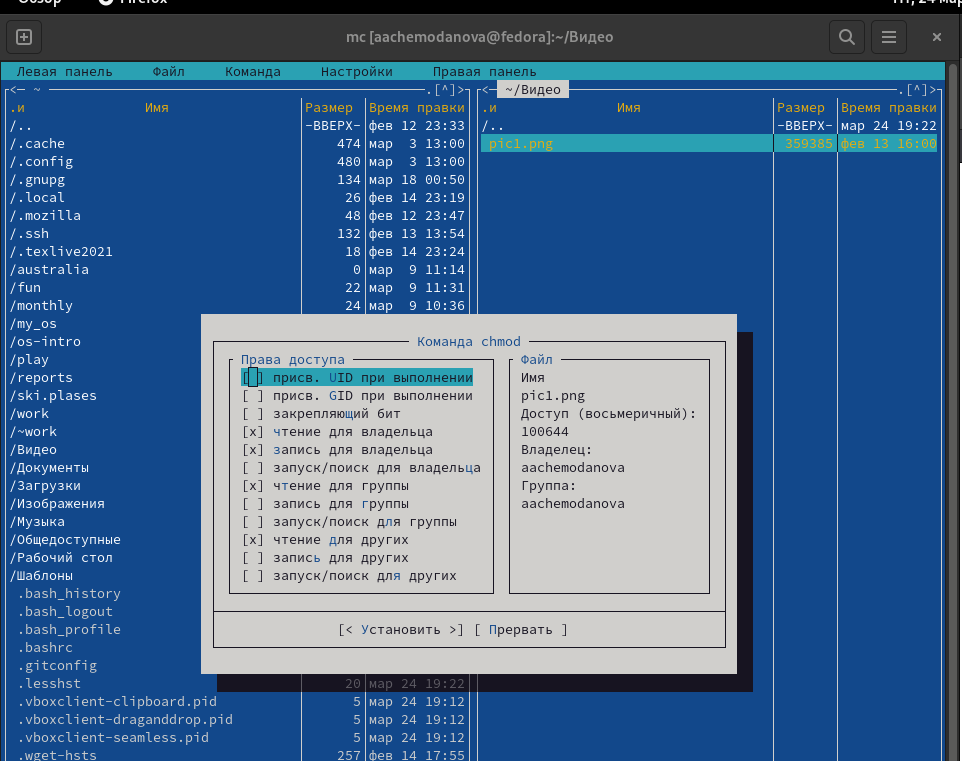 Обзор Firefox Пт, 24 мар
mc [aachemodanova@fedora]:~/Видео
Левая панель Файл Команда Настройки Правая панель
<─ ~ .[^]> <─ ~/Видео .[^]>
.и Имя Размер Время правки .и Имя Размер Время правки
/.. -ВВЕРХ- фев 12 23:33 /.. -ВВЕРХ- мар 24 19:22
/.cache 474 мар 3 13:00 pic1.png 359385 фев 13 16:00
/.config 480 мар 3 13:00
/.gnupg 134 мар 18 00:50
/.local 26 фев 14 23:19
/.mozilla 48 фев 12 23:47
/.ssh 132 фев 13 13:54
/.texlive2021 18 фев 14 23:24
/australia 0 мар 9 11:14
/fun 22 мар 9 11:31
/monthly 24 мар 9 10:36
/my_os
/os-intro
/play
/reports
/ski.plases
/work
/~work
/Видео
/Документы
/Загрузки
/Изображения
/Музыка
/Общедоступные
/Рабочий стол
/Шаблоны
.bash_history
.bash_logout
.bash_profile
.bashrc
.gitconfig
.lesshst 20 мар 24 19:22
.vboxclient-clipboard.pid 5 мар 24 19:12
.vboxclient-draganddrop.pid 5 мар 24 19:12
.vboxclient-seamless.pid 5 мар 24 19:12
.wget-hsts 257 фев 14 17:55
Команда chmod
Права доступа
[ ] присв. UID при выполнении
[ ] присв. GID при выполнении
[ ] закрепляющий бит
[x] чтение для владельца
[x] запись для владельца
[ ] запуск/поиск для владельца
[x] чтение для группы
[ ] запись для группы
[ ] запуск/поиск для группы
[x] чтение для других
[ ] запись для других
[ ] запуск/поиск для других
Файл
Имя
pic1.png
Доступ (восьмеричный):
100644
Владелец:
aachemodanova
Группа:
aachemodanova
[< Установить >] [ Прервать ]